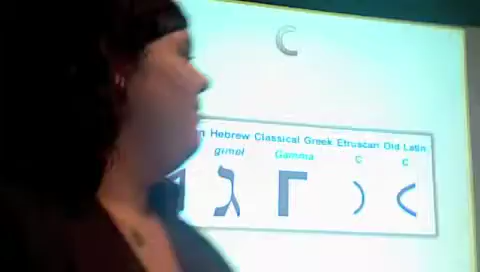 C
n Hebrew Classical Greek Etruscan Old Latin
gimel Gamma C C
ג Γ ) C